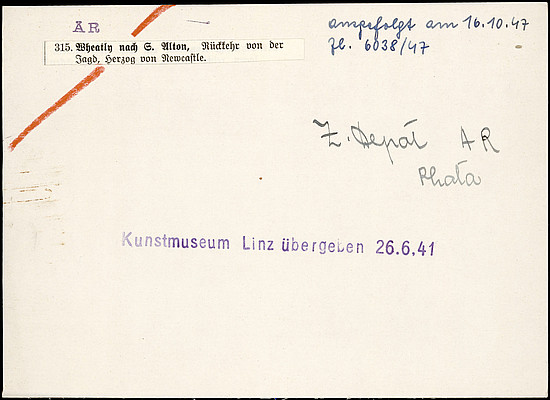 ÄR
315. Wheatly nach S. Alton, Rückkehr von der
Jagd, Herzog von Newcastle.
ausgefolgt am 16.10.47
Zl. 6038/47
Z. Depót AR
Photo
Kunstmuseum Linz übergeben 26.6.41